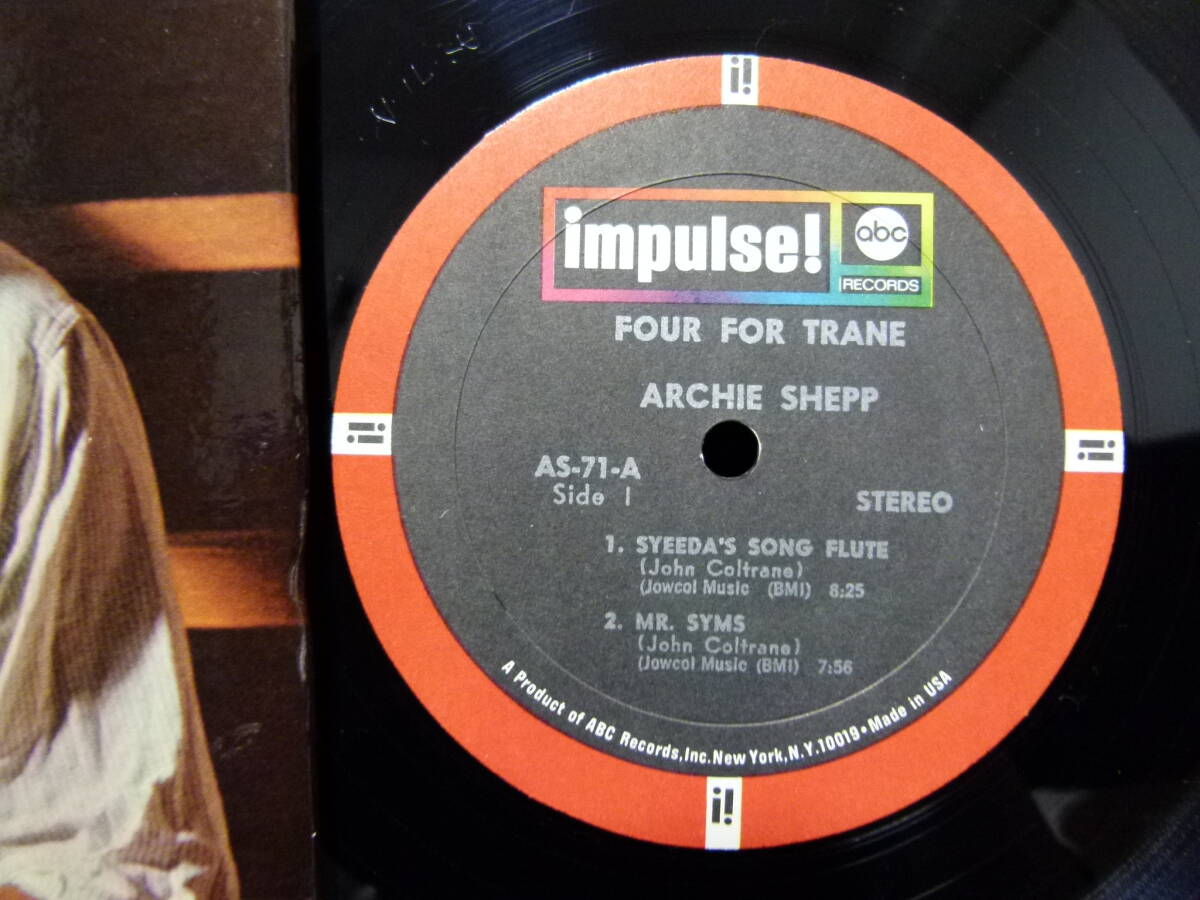 i!
impulse!
abc
RECORDS
FOUR FOR TRANE
ARCHIE SHEPP
AS-71-A
Side 1
STEREO
i!
i!
1. SYEEDA'S SONG FLUTE
(John Coltrane)
(Jowcol Music (BMI) 8:25
2. MR. SYMS
(John Coltrane)
(Jowcol Music (BMI) 7:56
A Product of ABC Records,Inc.New York,N.Y.10019•Made in USA
i!